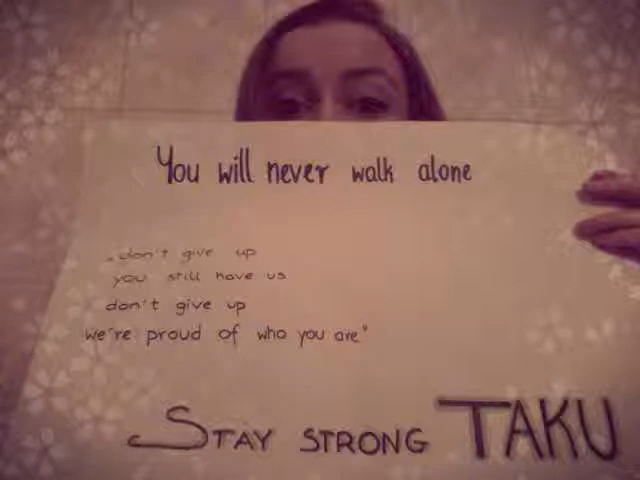 You will never walk alone
„don't give up
you still have us
don't give up
we're proud of who you are"
STAY STRONG TAKU